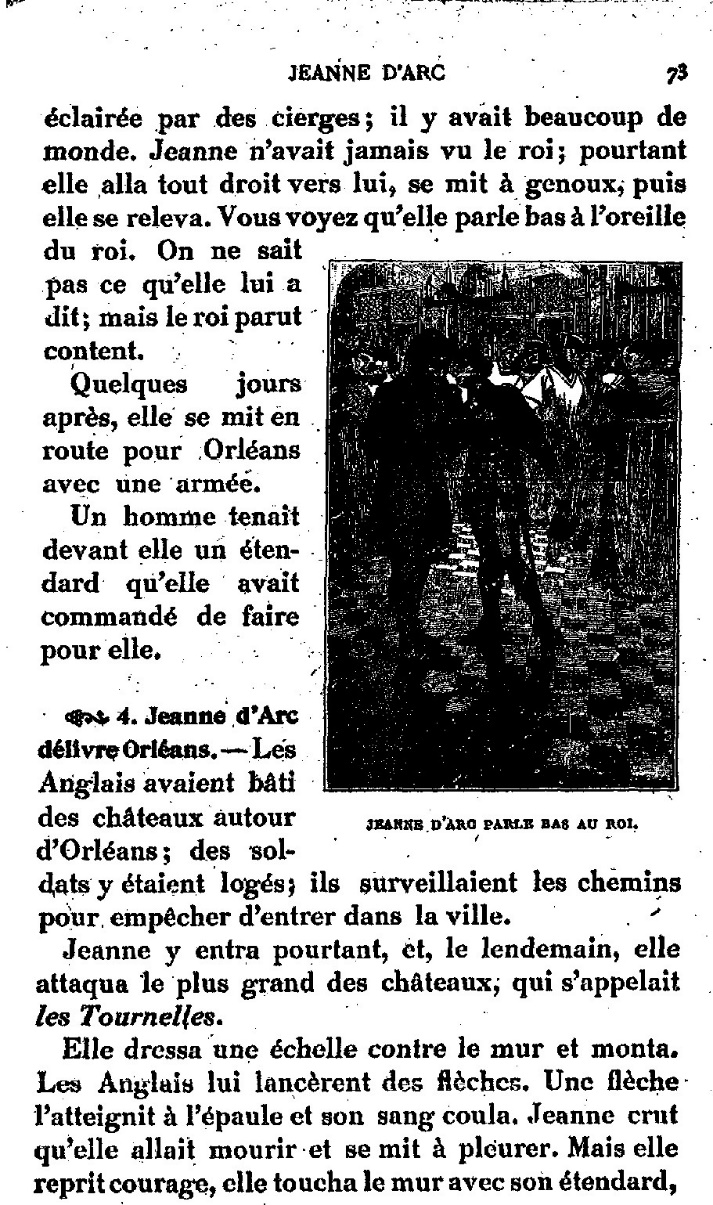 JEANNE D'ARC 73
éclairée par des cierges; il y avait beaucoup de
monde. Jeanne n'avait jamais vu le roi; pourtant
elle alla tout droit vers lui, se mit à genoux, puis
elle se releva. Vous voyez qu'elle parle bas à l'oreille
du roi. On ne sait
pas ce qu'elle lui a
dit; mais le roi parut
content.
Quelques jours
après, elle se mit en
route pour Orléans
avec une armée.
Un homme tenait
devant elle un éten-
dard qu'elle avait
commandé de faire
pour elle.
4. Jeanne d'Arc
délivre Orléans. — Les
Anglais avaient bâti
des châteaux autour
d'Orléans; des sol-
dats y étaient logés; ils surveillaient les chemins
pour empêcher d'entrer dans la ville.
Jeanne y entra pourtant, et, le lendemain, elle
attaqua le plus grand des châteaux, qui s'appelait
les Tournelles.
Elle dressa une échelle contre le mur et monta.
Les Anglais lui lancèrent des flèches. Une flèche
l'atteignit à l'épaule et son sang coula. Jeanne crut
qu'elle allait mourir et se mit à pleurer. Mais elle
reprit courage, elle toucha le mur avec son étendard,
JEANNE D'ARC PARLE BAS AU ROI.